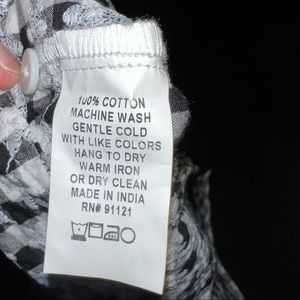 100% COTTON
MACHINE WASH
GENTLE COLD
WITH LIKE COLORS
HANG TO DRY
WARM IRON
OR DRY CLEAN
MADE IN INDIA
RN# 91121